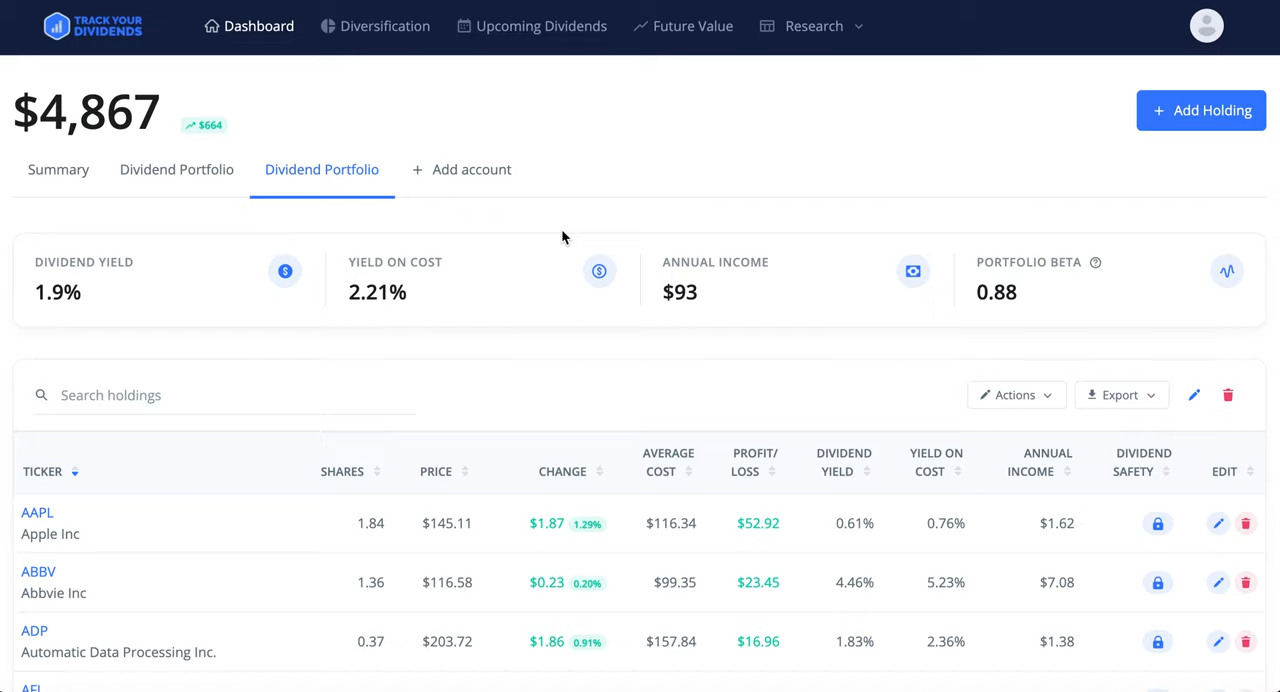 TRACK YOUR
DIVIDENDS
Dashboard
Diversification
Upcoming Dividends
Future Value
Research
$4,867
$664
+ Add Holding
Summary
Dividend Portfolio
Dividend Portfolio
+ Add account
DIVIDEND YIELD
1.9%
YIELD ON COST
2.21%
ANNUAL INCOME
$93
PORTFOLIO BETA
0.88
Search holdings
Actions
Export
TICKER SHARES PRICE CHANGE AVERAGE COST PROFIT/ LOSS DIVIDEND YIELD YIELD ON COST ANNUAL INCOME DIVIDEND SAFETY EDIT
AAPL
Apple Inc
1.84 $145.11 $1.87 1.29% $116.34 $52.92 0.61% 0.76% $1.62
ABBV
Abbvie Inc
1.36 $116.58 $0.23 0.20% $99.35 $23.45 4.46% 5.23% $7.08
ADP
Automatic Data Processing Inc.
0.37 $203.72 $1.86 0.91% $157.84 $16.96 1.83% 2.36% $1.38